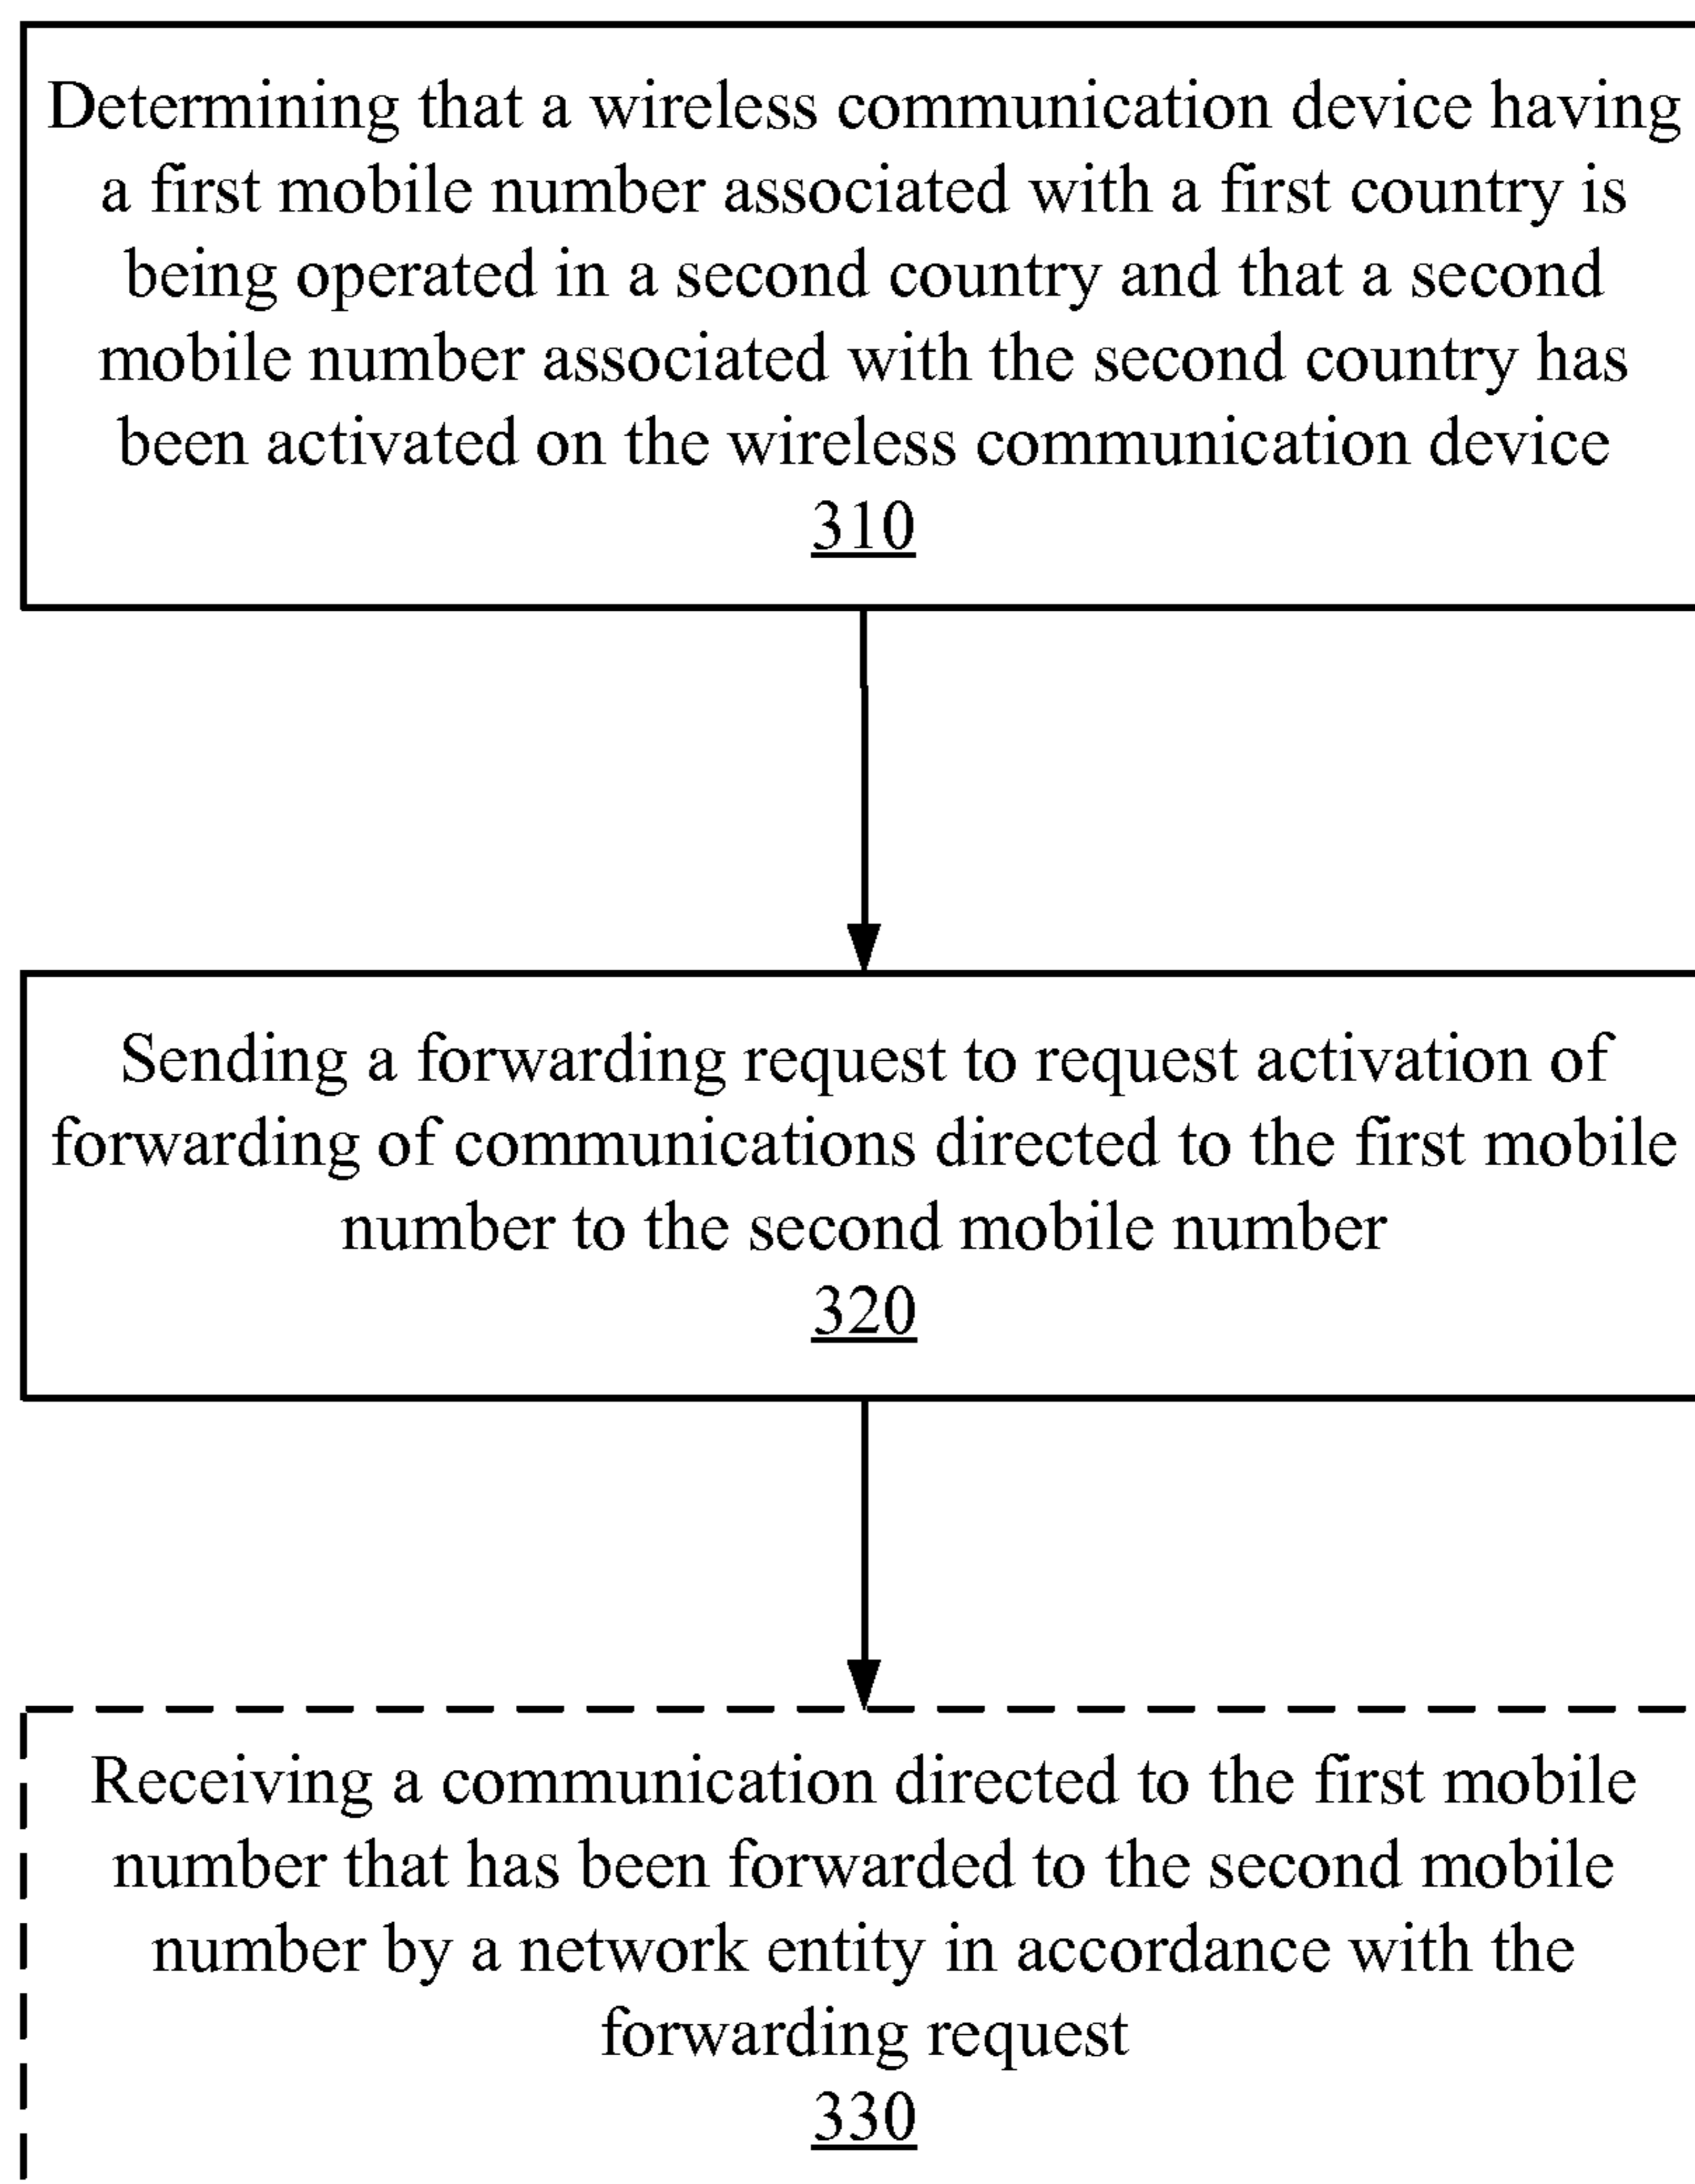 Determining that a wireless communication device having
a first mobile number associated with a first country is
being operated in a second country and that a second
mobile number associated with the second country has
been activated on the wireless communication device
310
Sending a forwarding request to request activation of
forwarding of communications directed to the first mobile
number to the second mobile number
320
Receiving a communication directed to the first mobile
number that has been forwarded to the second mobile
number by a network entity in accordance with the
forwarding request
330